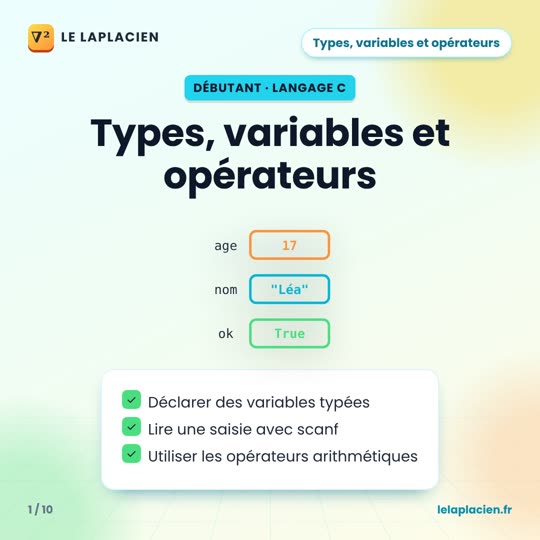 ∇² LE LAPLACIEN
Types, variables et opérateurs
DÉBUTANT · LANGAGE C
Types, variables et
opérateurs
age 17
nom "Léa"
ok True
Déclarer des variables typées
Lire une saisie avec scanf
Utiliser les opérateurs arithmétiques
1 / 10
lelaplacien.fr